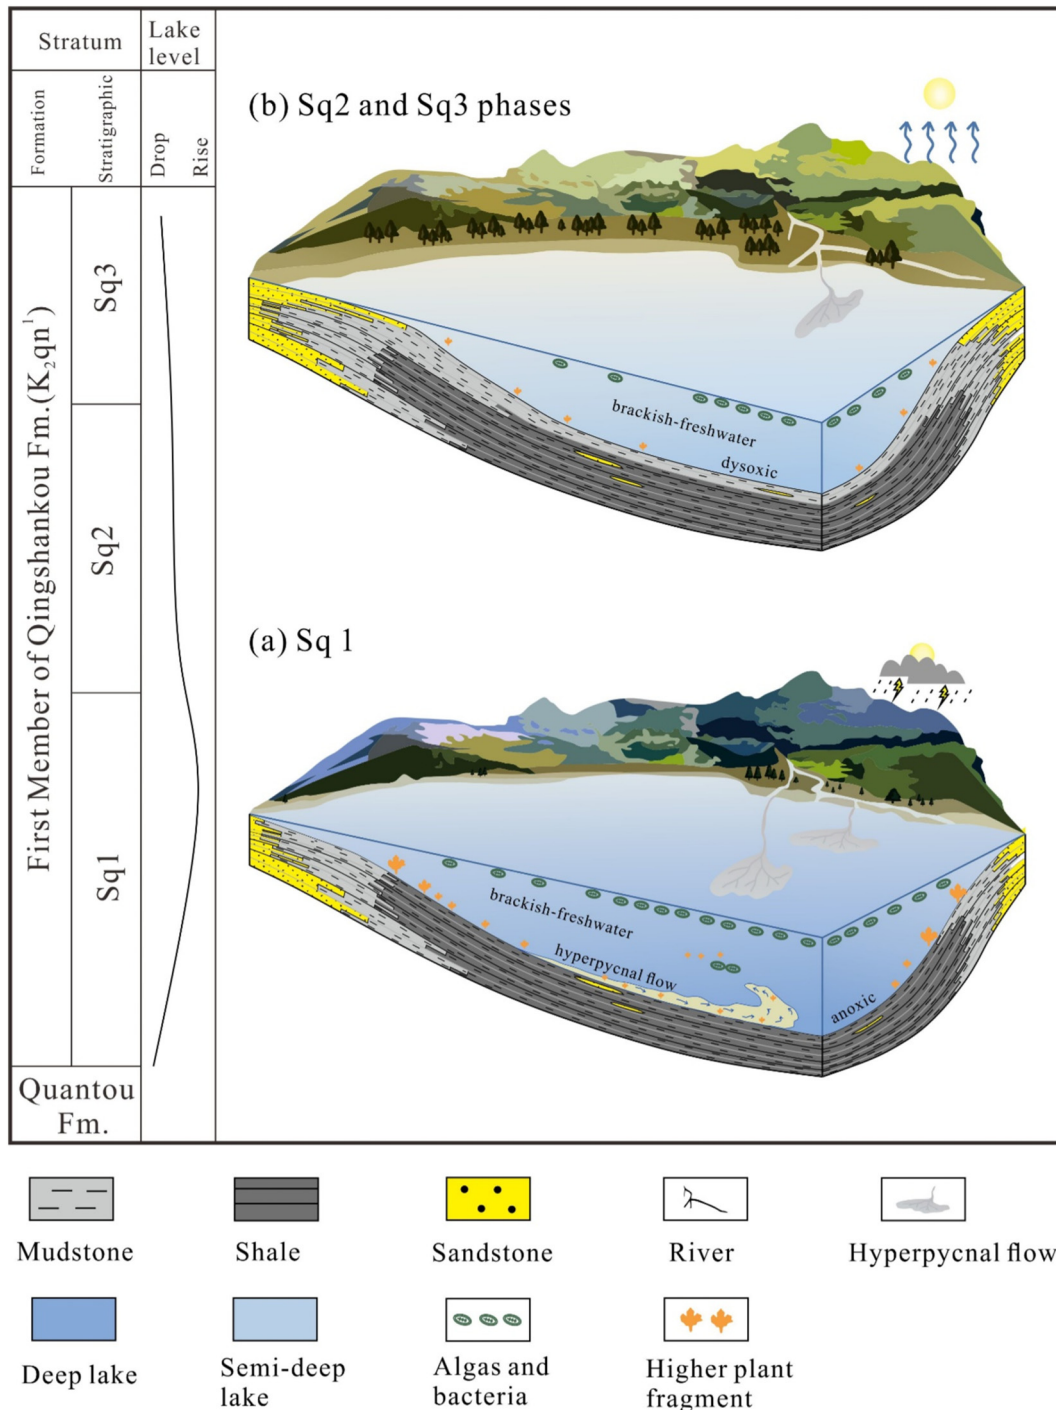 Stratum
Lake
level
Formation
Stratigraphic
Drop
Rise
First Member of Qingshankou Fm.(K₂qn¹)
Sq3
Sq2
Sq1
Quantou
Fm.
(b) Sq2 and Sq3 phases
brackish-freshwater
dysoxic
(a) Sq 1
brackish-freshwater
hyperpycnal flow
anoxic
Mudstone
Shale
Sandstone
River
Hyperpycnal flow
Deep lake
Semi-deep
lake
Algas and
bacteria
Higher plant
fragment